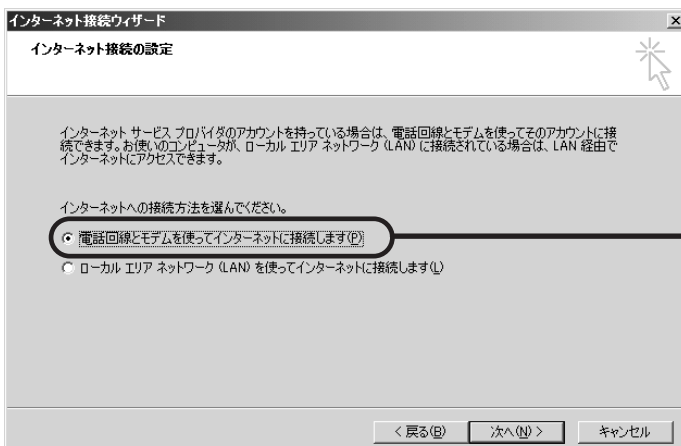 インターネット接続ウィザード
インターネット接続の設定
インターネット サービス プロバイダのアカウントを持っている場合は、電話回線とモデムを使ってそのアカウントに接
続できます。お使いのコンピュータが、ローカル エリア ネットワーク (LAN) に接続されている場合は、LAN 経由で
インターネットにアクセスできます。
インターネットへの接続方法を選んでください。
電話回線とモデムを使ってインターネットに接続します(P)
ローカル エリア ネットワーク (LAN) を使ってインターネットに接続します(L)
< 戻る(B)　次へ(N) >　キャンセル